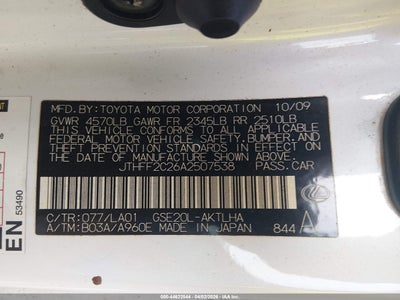 MFD.BY:TOYOTA MOTOR CORPORATION 10/09
GVWR 4570LB GAWR FR 2345LB RR 2510LB
THIS VEHICLE CONFORMS TO ALL APPLICABLE
FEDERAL MOTOR VEHICLE SAFETY, BUMPER, AND
THEFT PREVENTION STANDARDS IN EFFECT ON
THE DATE OF MANUFACTURE SHOWN ABOVE.
JTHFF2C26A2507538 PASS.CAR
C/TR:077/LA01 GSE20L-AKTLHA A
A/TM:B03A/A960E MADE IN JAPAN 844
EN
53490